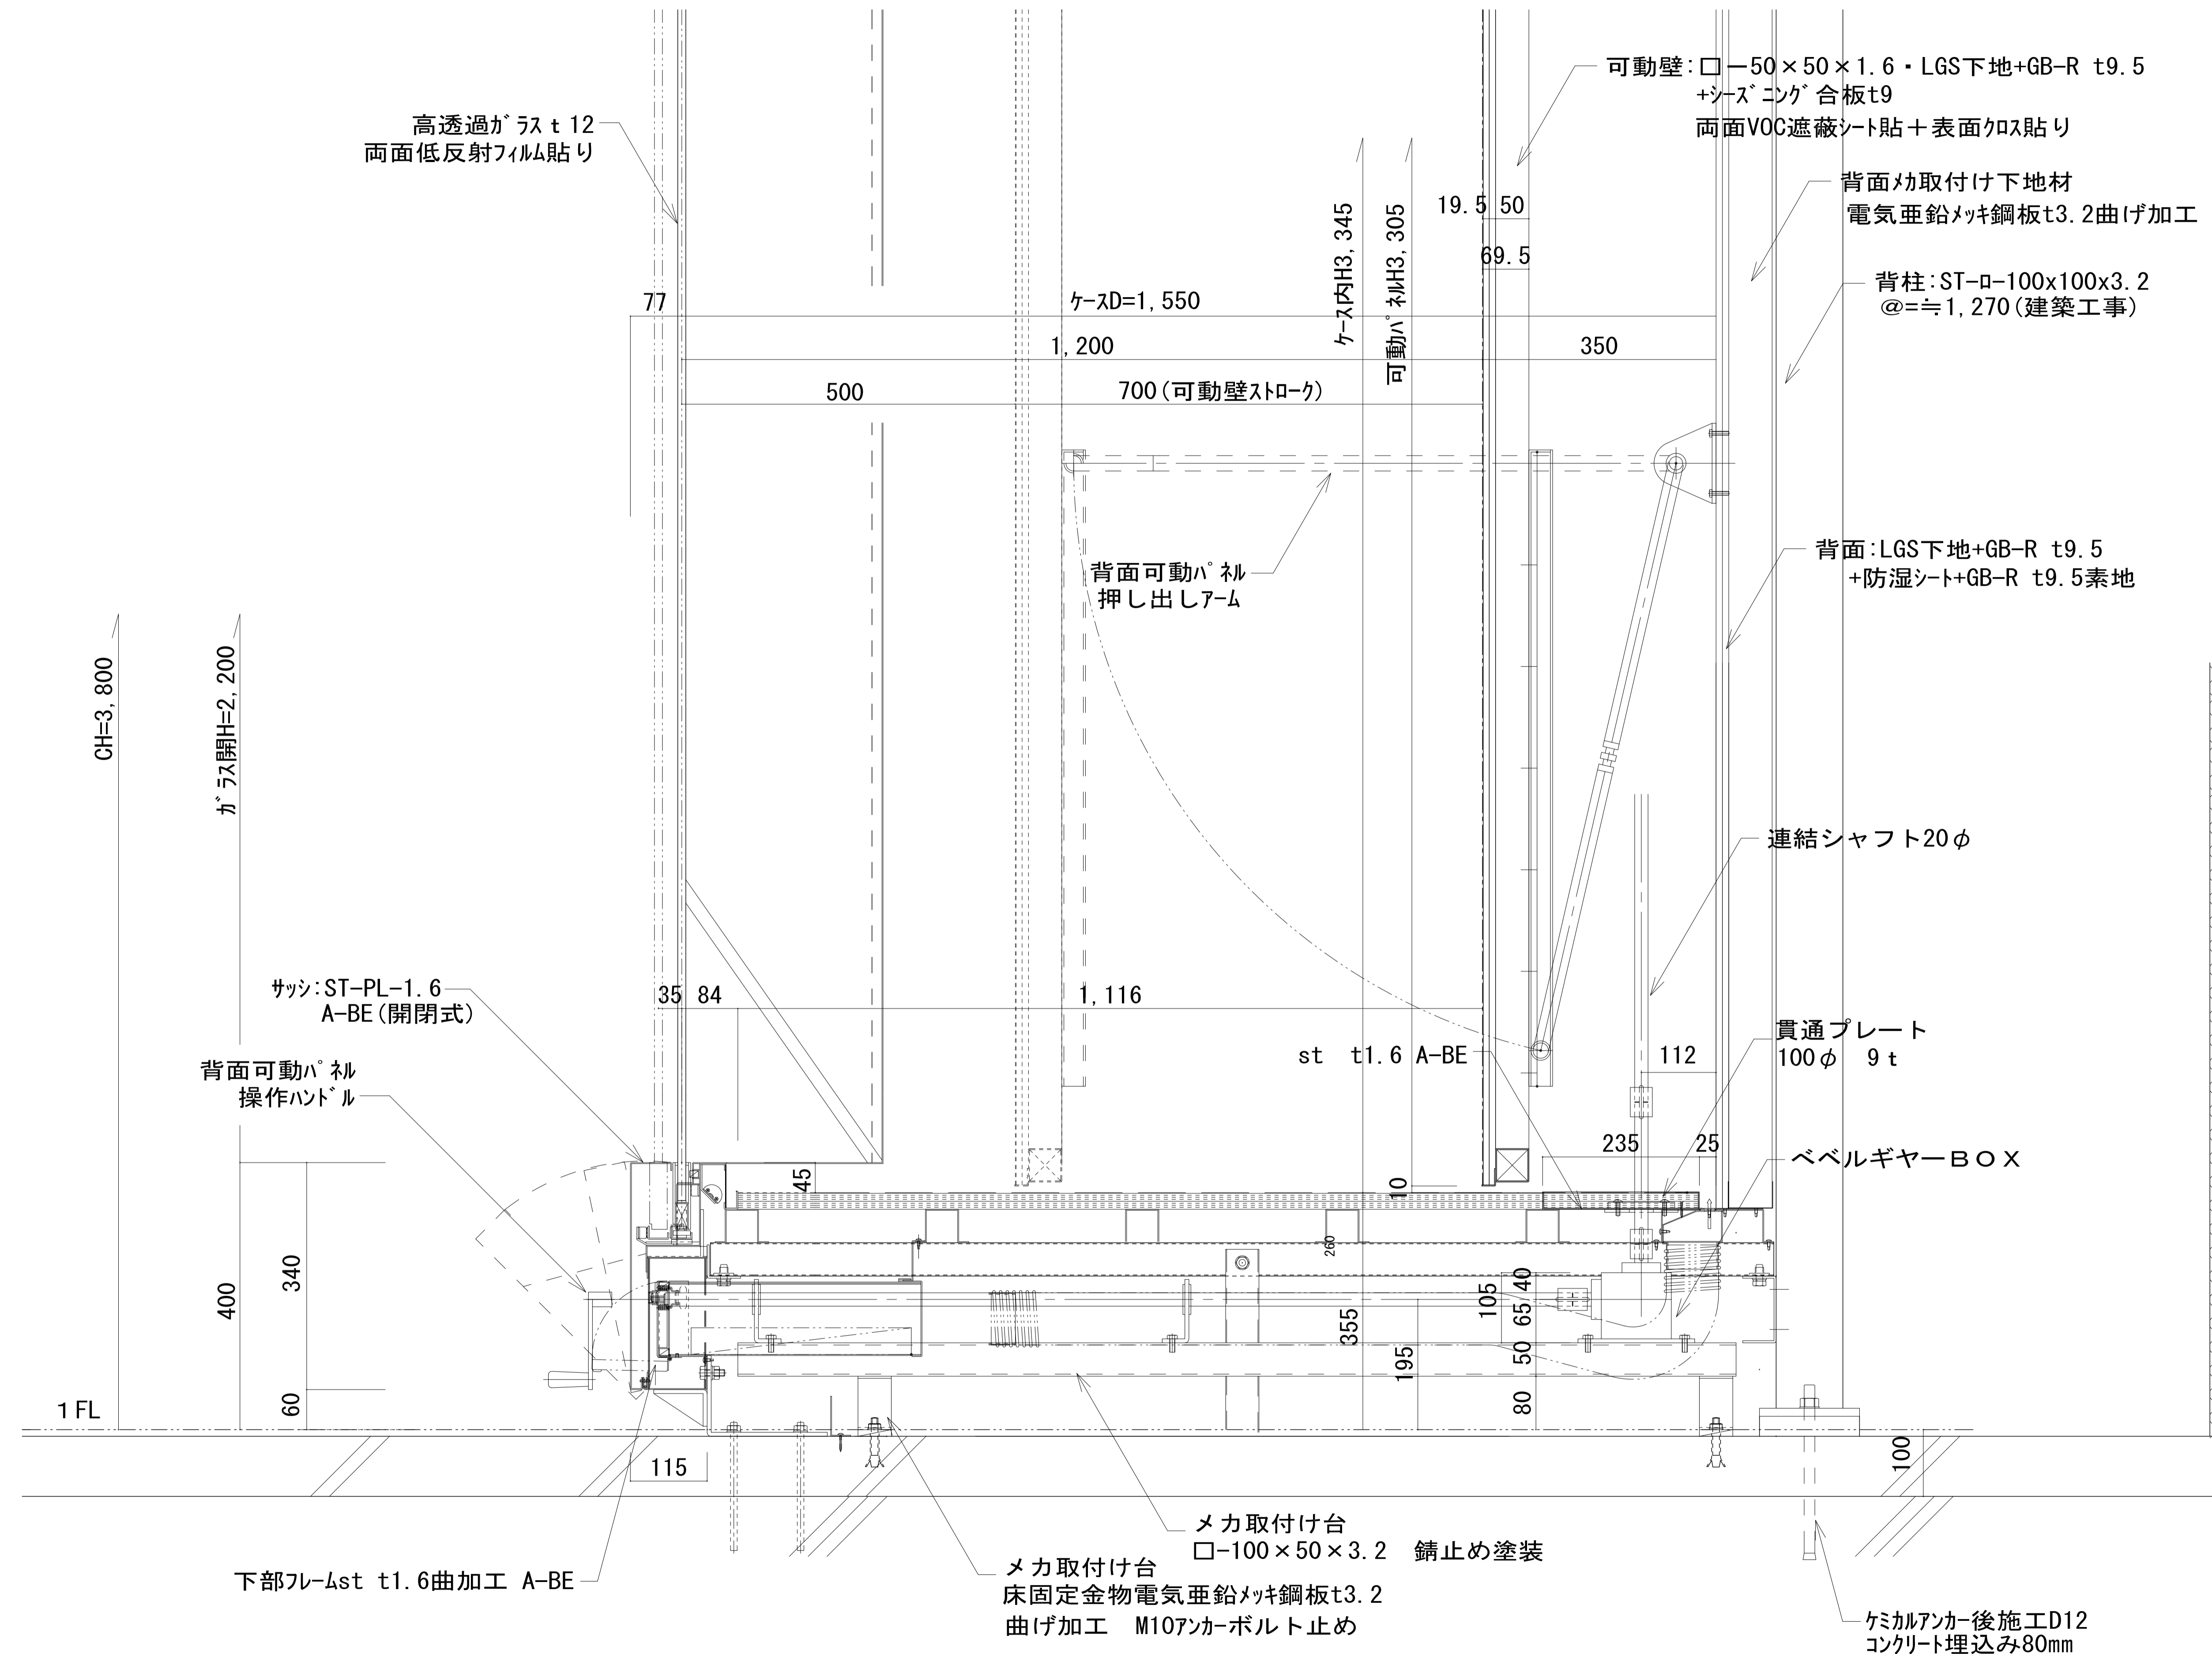 可動壁:ロー50×50×1.6・LGS下地+GB-R t9.5
+ｼｰｽﾞﾆﾝｸﾞ合板t9
両面VOC遮蔽ｼｰﾄ貼＋表面ｸﾛｽ貼り
高透過ｶﾞﾗｽ t 12
両面低反射ﾌｨﾙﾑ貼り
背面ﾒｶ取付け下地材
電気亜鉛ﾒｯｷ鋼板t3.2曲げ加工
19.5
50
69.5
ｹｰｽ内H3,345
可動ﾊﾟﾈﾙH3,305
背柱:ST-ロ-100x100x3.2
@=≒1,270(建築工事)
77
ｹｰｽD=1,550
1,200
350
500
700(可動壁ｽﾄﾛｰｸ)
背面可動ﾊﾟﾈﾙ
押し出しｱｰﾑ
背面:LGS下地+GB-R t9.5
+防湿ｼｰﾄ+GB-R t9.5素地
CH=3,800
ｶﾞﾗｽ開H=2,200
連結シャフト20φ
ｻｯｼ:ST-PL-1.6
A-BE(開閉式)
35
84
1,116
st t1.6 A-BE
112
貫通プレート
100φ 9 t
背面可動ﾊﾟﾈﾙ
操作ﾊﾝﾄﾞﾙ
235
25
ベベルギヤーＢＯＸ
45
10
260
340
400
60
355
195
105
40
65
50
80
1 FL
115
100
メカ取付け台
ロ-100×50×3.2 錆止め塗装
メカ取付け台
床固定金物電気亜鉛ﾒｯｷ鋼板t3.2
曲げ加工 M10ｱﾝｶｰボルト止め
下部ﾌﾚｰﾑst t1.6曲加工 A-BE
ｹﾐｶﾙｱﾝｶｰ後施工D12
ｺﾝｸﾘｰﾄ埋込み80mm